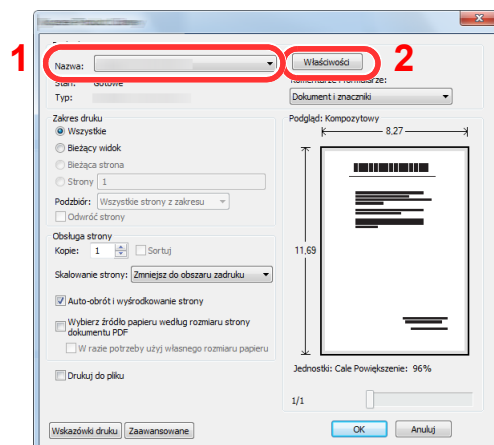 1
2
Nazwa:
Właściwości
Stan: Gotowe
Komentarze i formularze:
Typ:
Dokument i znaczniki
Zakres druku
Podgląd: Kompozytowy
Wszystkie
8,27
Bieżący widok
Bieżąca strona
Strony 1
Podzbiór: Wszystkie strony z zakresu
Odwróć strony
Obsługa strony
Kopie: 1 Sortuj
11,69
Skalowanie strony: Zmniejsz do obszaru zadruku
Auto-obrót i wyśrodkowanie strony
Wybierz źródło papieru według rozmiaru strony
dokumentu PDF
W razie potrzeby użyj własnego rozmiaru papieru
Jednostki: Cale Powiększenie: 96%
Drukuj do pliku
1/1
Wskazówki druku Zaawansowane
OK Anuluj